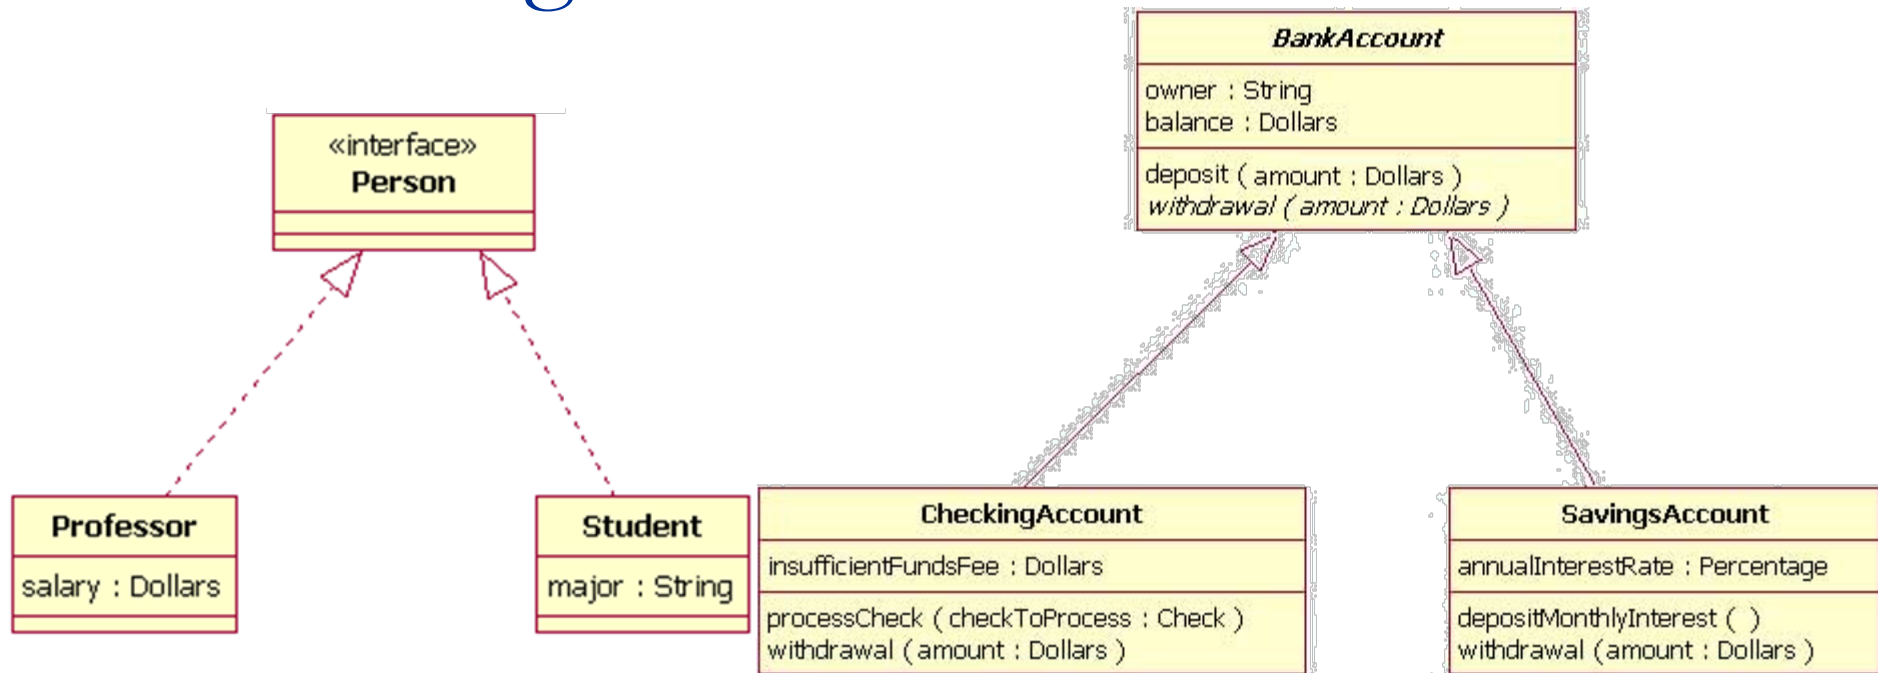 «interface»
Person
Professor
salary : Dollars
Student
major : String
BankAccount
owner : String
balance : Dollars
deposit ( amount : Dollars )
withdrawal ( amount : Dollars )
CheckingAccount
insufficientFundsFee : Dollars
processCheck ( checkToProcess : Check )
withdrawal ( amount : Dollars )
SavingsAccount
annualInterestRate : Percentage
depositMonthlyInterest ( )
withdrawal ( amount : Dollars )